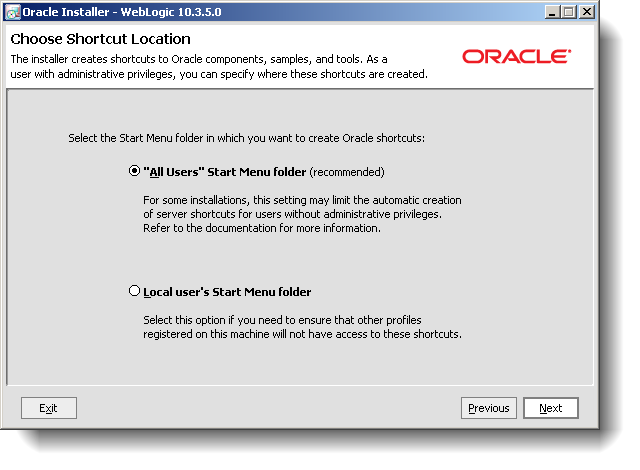 Oracle Installer - WebLogic 10.3.5.0
Choose Shortcut Location
The installer creates shortcuts to Oracle components, samples, and tools. As a
user with administrative privileges, you can specify where these shortcuts are created.
ORACLE®
Select the Start Menu folder in which you want to create Oracle shortcuts:
"All Users" Start Menu folder (recommended)
For some installations, this setting may limit the automatic creation
of server shortcuts for users without administrative privileges.
Refer to the documentation for more information.
Local user's Start Menu folder
Select this option if you need to ensure that other profiles
registered on this machine will not have access to these shortcuts.
Exit
Previous
Next